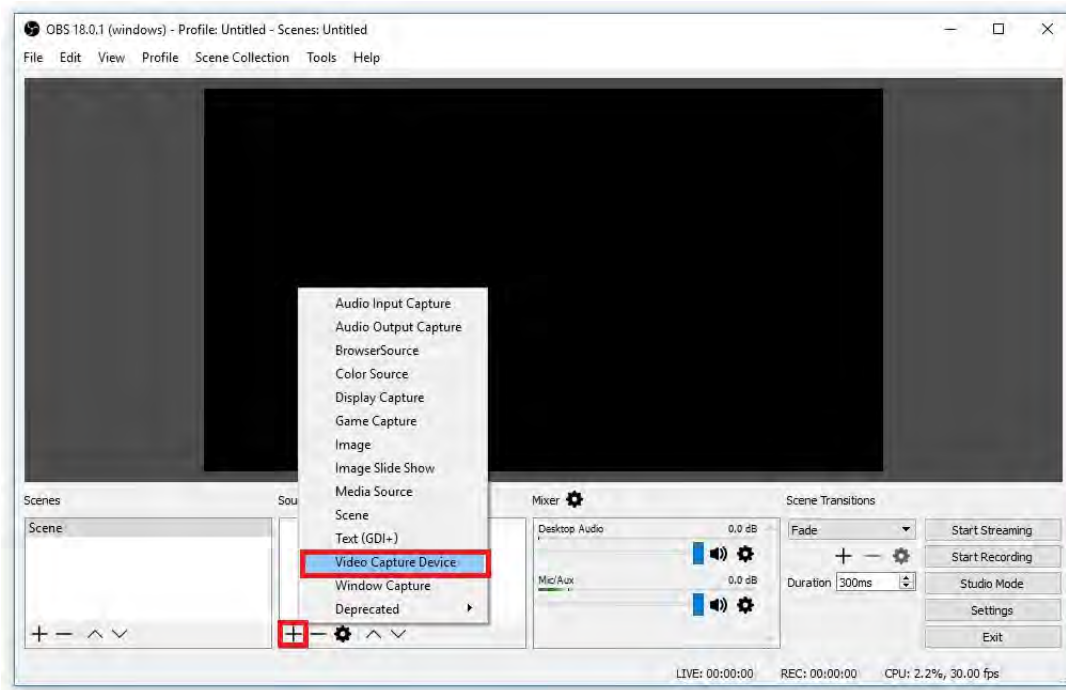 OBS 18.0.1 (windows) - Profile: Untitled - Scenes: Untitled
File Edit View Profile Scene Collection Tools Help
Audio Input Capture
Audio Output Capture
BrowserSource
Color Source
Display Capture
Game Capture
Image
Image Slide Show
Media Source
Scene
Text (GDI+)
Video Capture Device
Window Capture
Deprecated
Scenes
Scene
Sou
Mixer
Desktop Audio 0.0 dB
Mic/Aux 0.0 dB
Scene Transitions
Fade
Duration 300ms
Start Streaming
Start Recording
Studio Mode
Settings
Exit
LIVE: 00:00:00 REC: 00:00:00 CPU: 2.2%, 30.00 fps